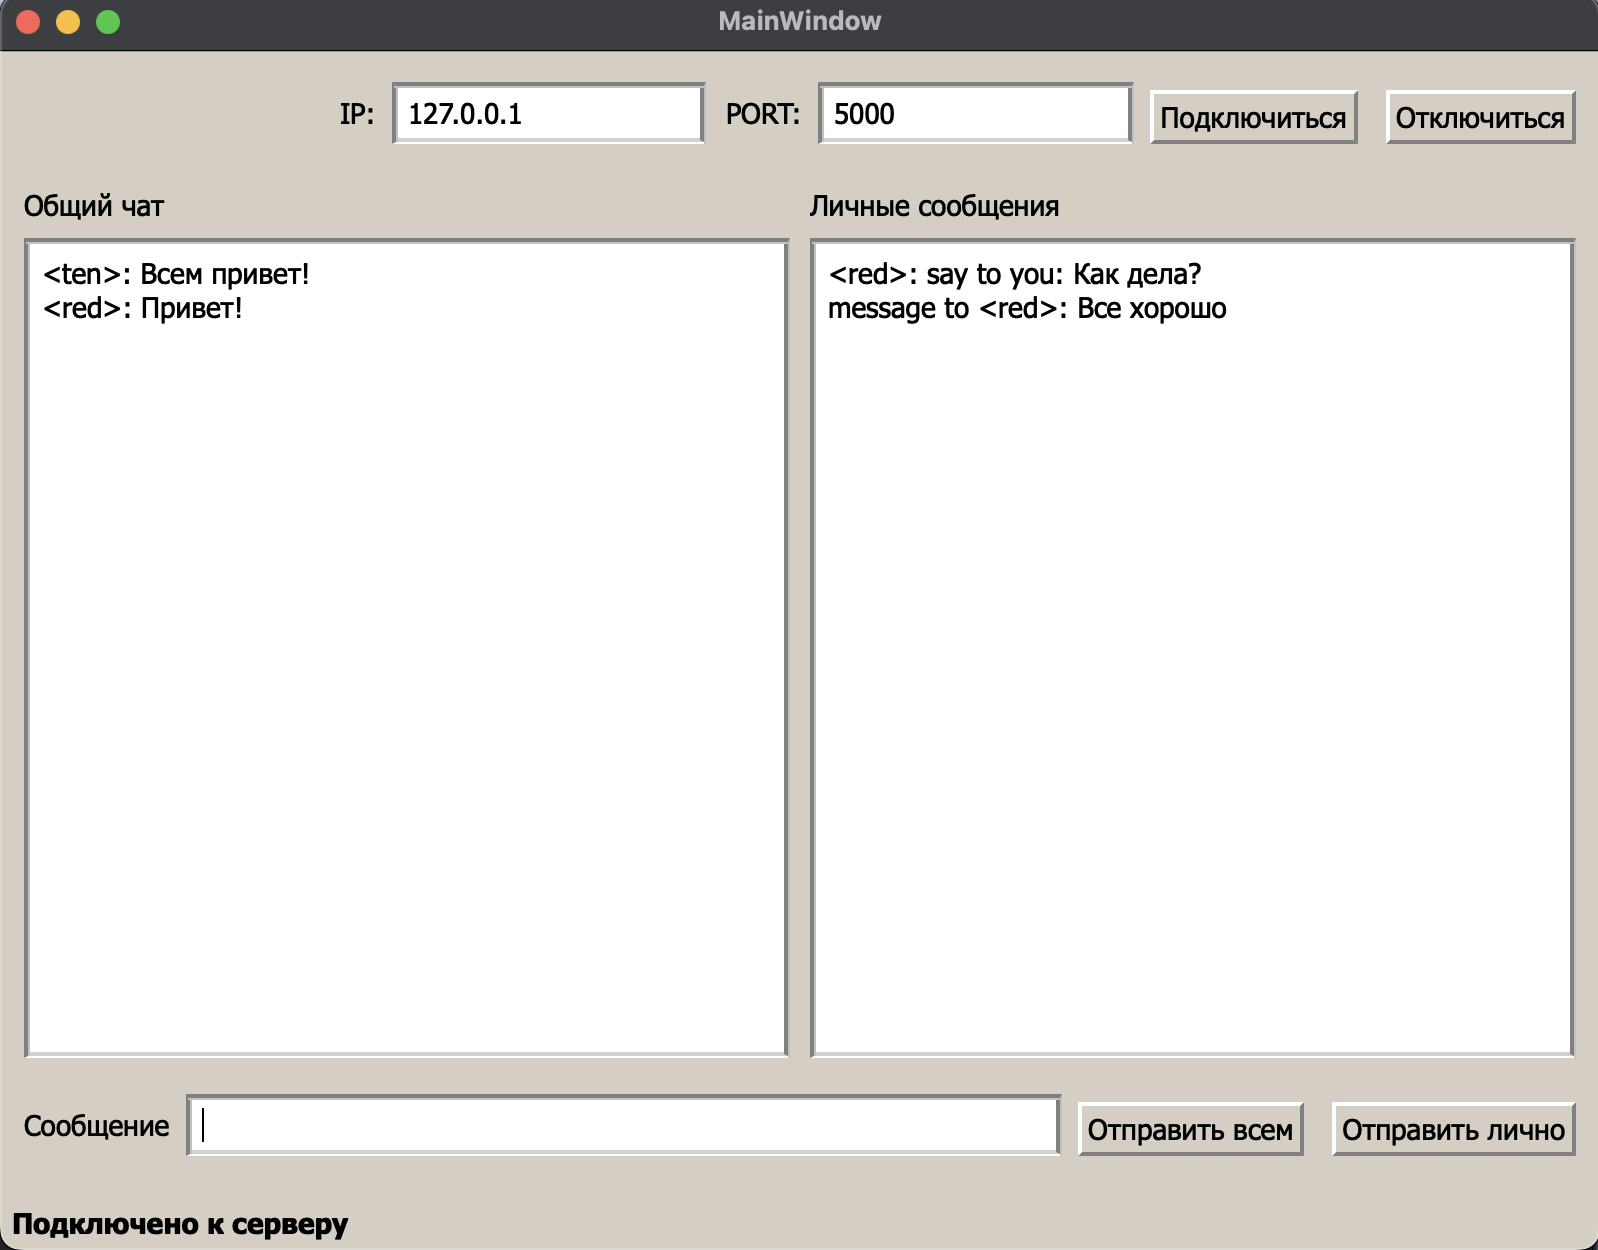 MainWindow
IP: 127.0.0.1 PORT: 5000 Подключиться Отключиться
Общий чат
<ten>: Всем привет!
<red>: Привет!
Личные сообщения
<red>: say to you: Как дела?
message to <red>: Все хорошо
Сообщение Отправить всем Отправить лично
Подключено к серверу